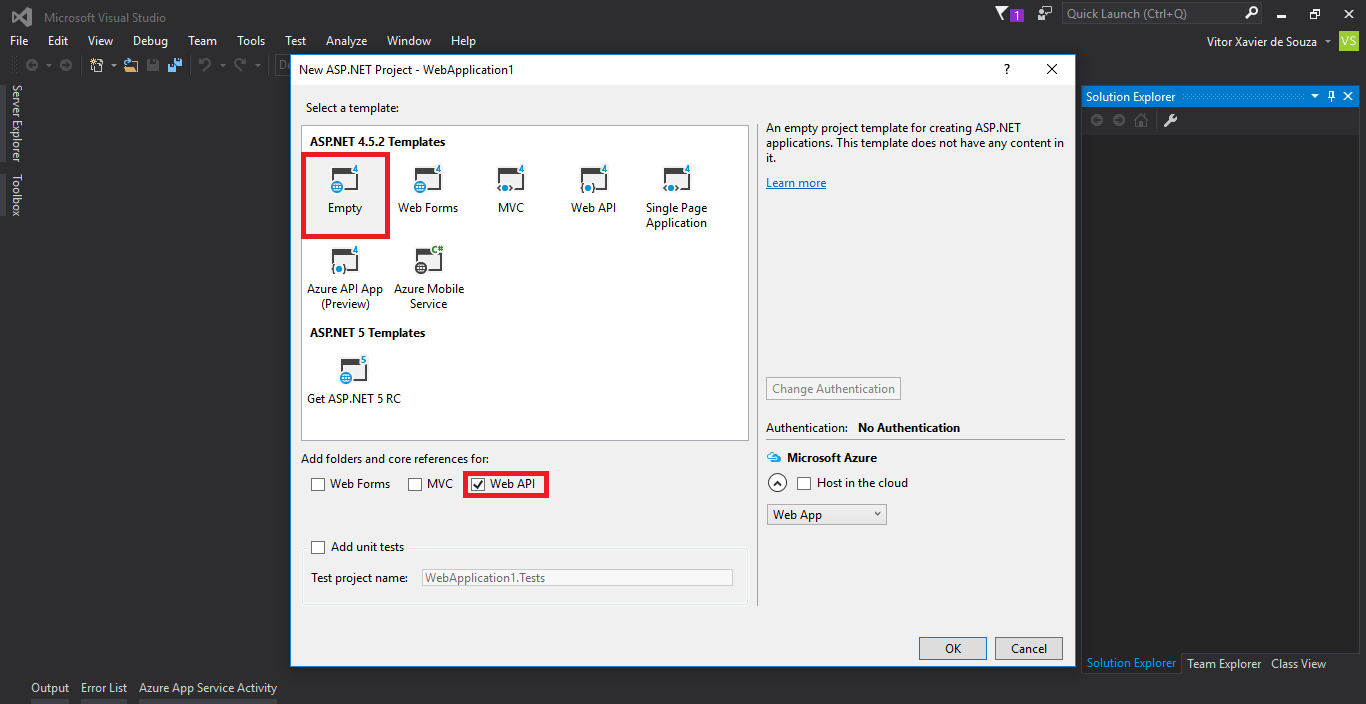 Microsoft Visual Studio
1
Quick Launch (Ctrl+Q)
File Edit View Debug Team Tools Test Analyze Window Help
Vitor Xavier de Souza
VS
De
Server Explorer
Toolbox
New ASP.NET Project - WebApplication1
?
Select a template:
ASP.NET 4.5.2 Templates
4
Empty
4
Web Forms
4
MVC
4
Web API
4
Single Page
Application
4
Azure API App
(Preview)
C#
Azure Mobile
Service
ASP.NET 5 Templates
5
Get ASP.NET 5 RC
An empty project template for creating ASP.NET
applications. This template does not have any content in
it.
Learn more
Change Authentication
Authentication: No Authentication
Microsoft Azure
Host in the cloud
Web App
Add folders and core references for:
Web Forms MVC Web API
Add unit tests
Test project name: WebApplication1.Tests
OK Cancel
Solution Explorer
Solution Explorer Team Explorer Class View
Output Error List Azure App Service Activity